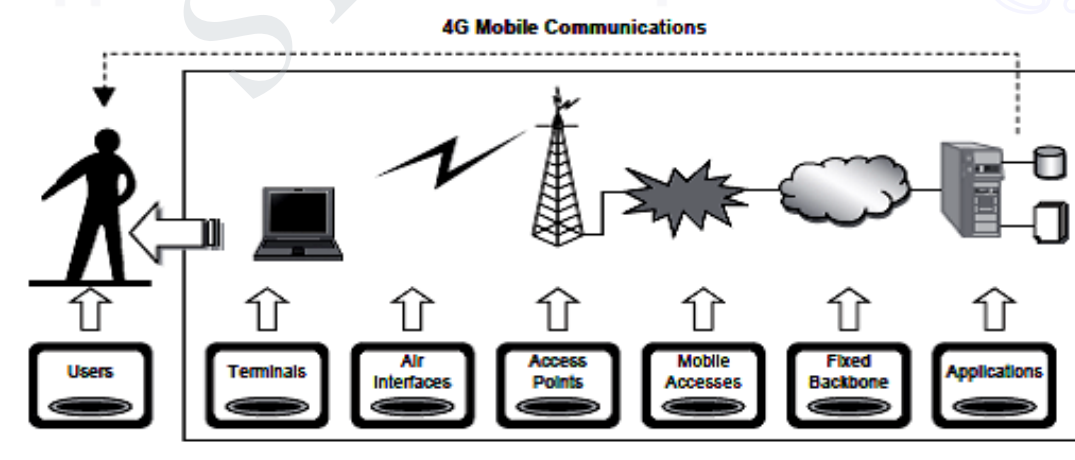 4G Mobile Communications
Users
Terminals
Air
Interfaces
Access
Points
Mobile
Accesses
Fixed
Backbone
Applications